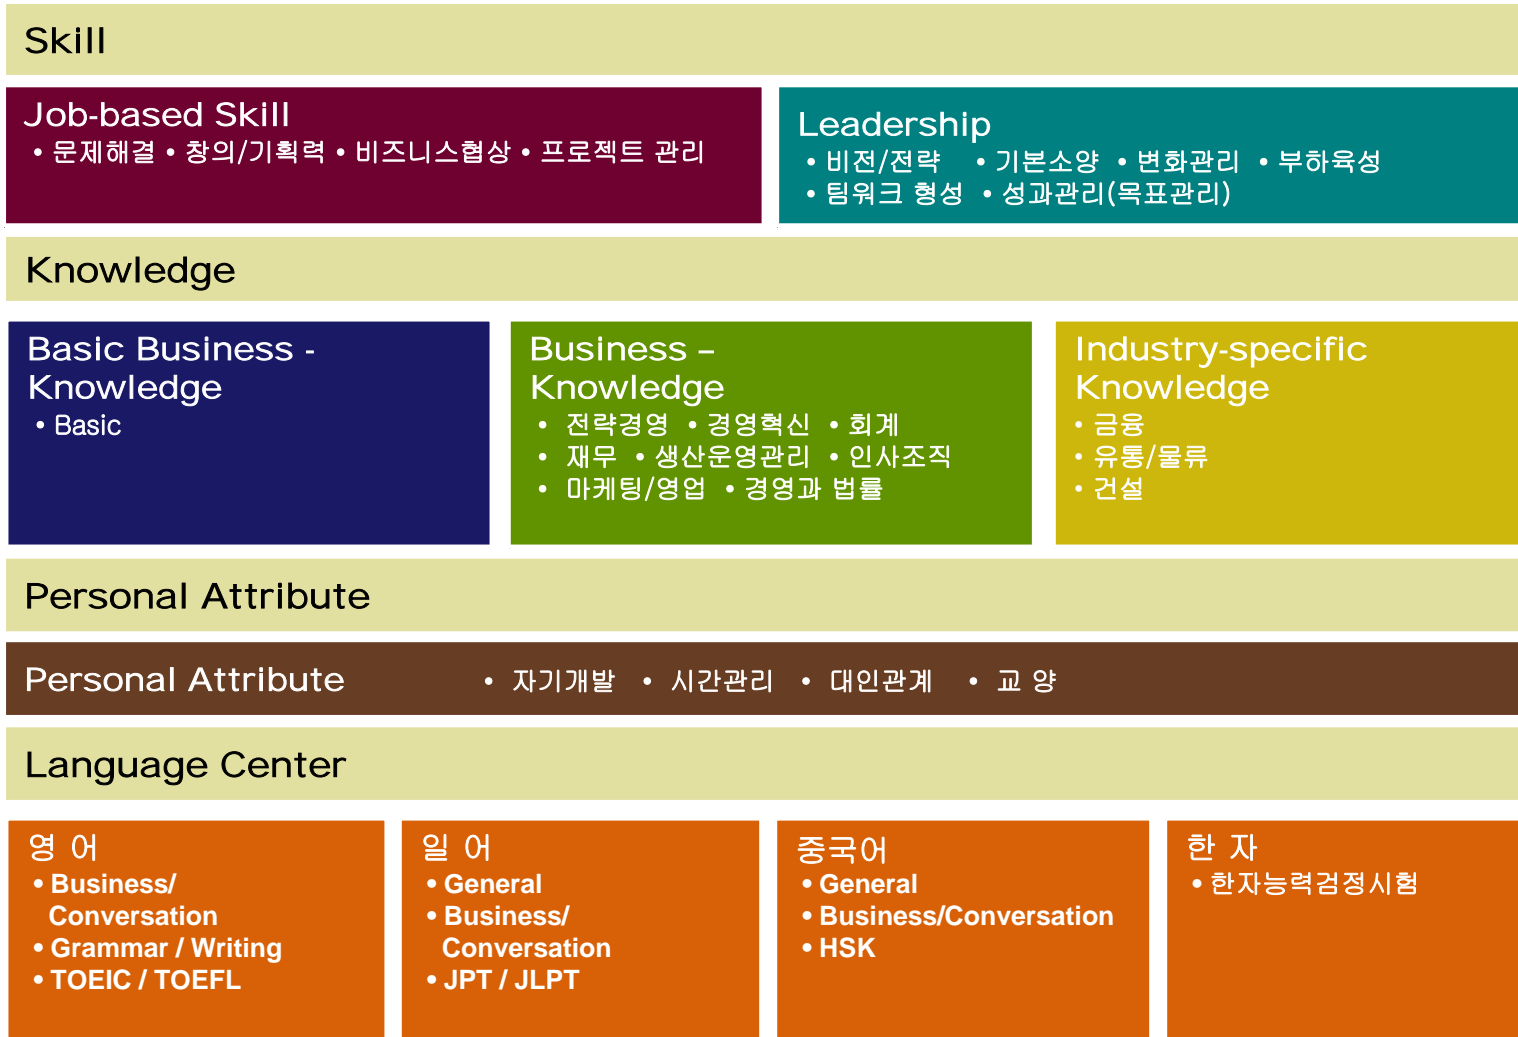 Skill
Job-based Skill
• 문제해결 • 창의/기획력 • 비즈니스협상 • 프로젝트 관리
Leadership
• 비전/전략 • 기본소양 • 변화관리 • 부하육성
• 팀워크 형성 • 성과관리(목표관리)
Knowledge
Basic Business -
Knowledge
• Basic
Business –
Knowledge
• 전략경영 • 경영혁신 • 회계
• 재무 • 생산운영관리 • 인사조직
• 마케팅/영업 • 경영과 법률
Industry-specific
Knowledge
• 금융
• 유통/물류
• 건설
Personal Attribute
Personal Attribute • 자기개발 • 시간관리 • 대인관계 • 교 양
Language Center
영 어
• Business/
Conversation
• Grammar / Writing
• TOEIC / TOEFL
일 어
• General
• Business/
Conversation
• JPT / JLPT
중국어
• General
• Business/Conversation
• HSK
한 자
• 한자능력검정시험